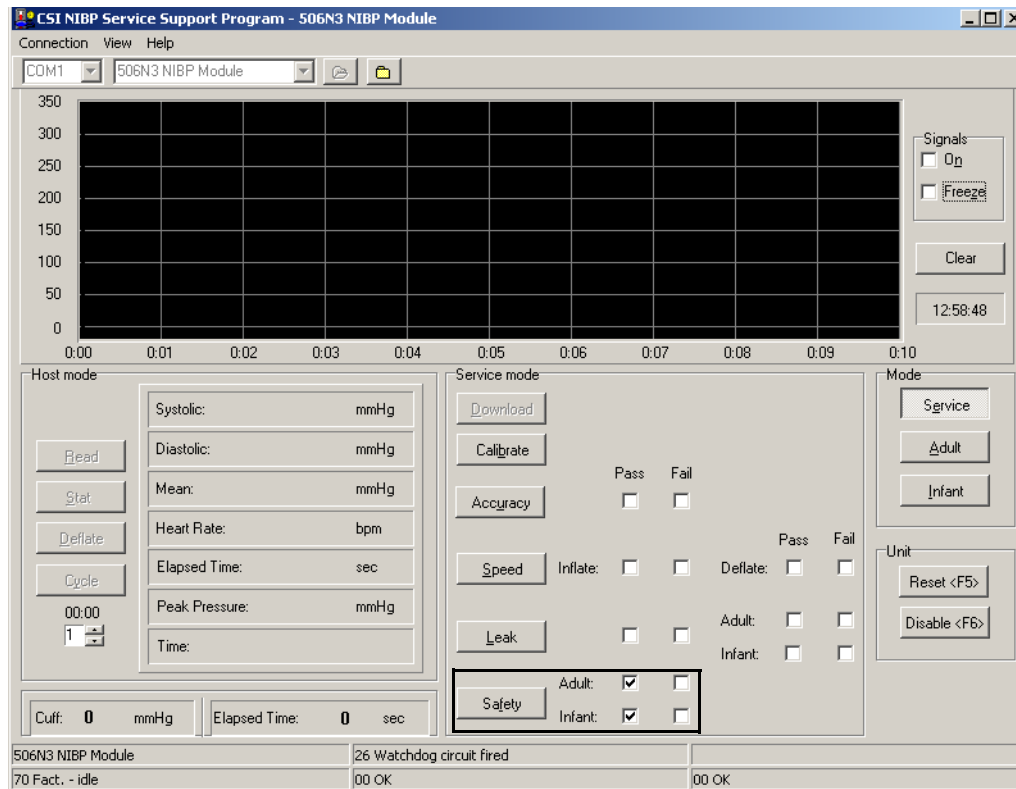 CSI NIBP Service Support Program - 506N3 NIBP Module
Connection View Help
COM1 506N3 NIBP Module
350
300
250
200
150
100
50
0
0:00 0:01 0:02 0:03 0:04 0:05 0:06 0:07 0:08 0:09 0:10
Signals
On
Freeze
Clear
12:58:48
Host mode
Read
Stat
Deflate
Cycle
00:00
1
Systolic: mmHg
Diastolic: mmHg
Mean: mmHg
Heart Rate: bpm
Elapsed Time: sec
Peak Pressure: mmHg
Time:
Cuff: 0 mmHg
Elapsed Time: 0 sec
Service mode
Download
Calibrate
Pass Fail
Accuracy
Pass Fail
Speed Inflate: Deflate:
Leak
Adult:
Infant:
Safety
Adult:
Infant:
Mode
Service
Adult
Infant
Unit
Reset <F5>
Disable <F6>
506N3 NIBP Module 26 Watchdog circuit fired
70 Fact. - idle 00 OK 00 OK